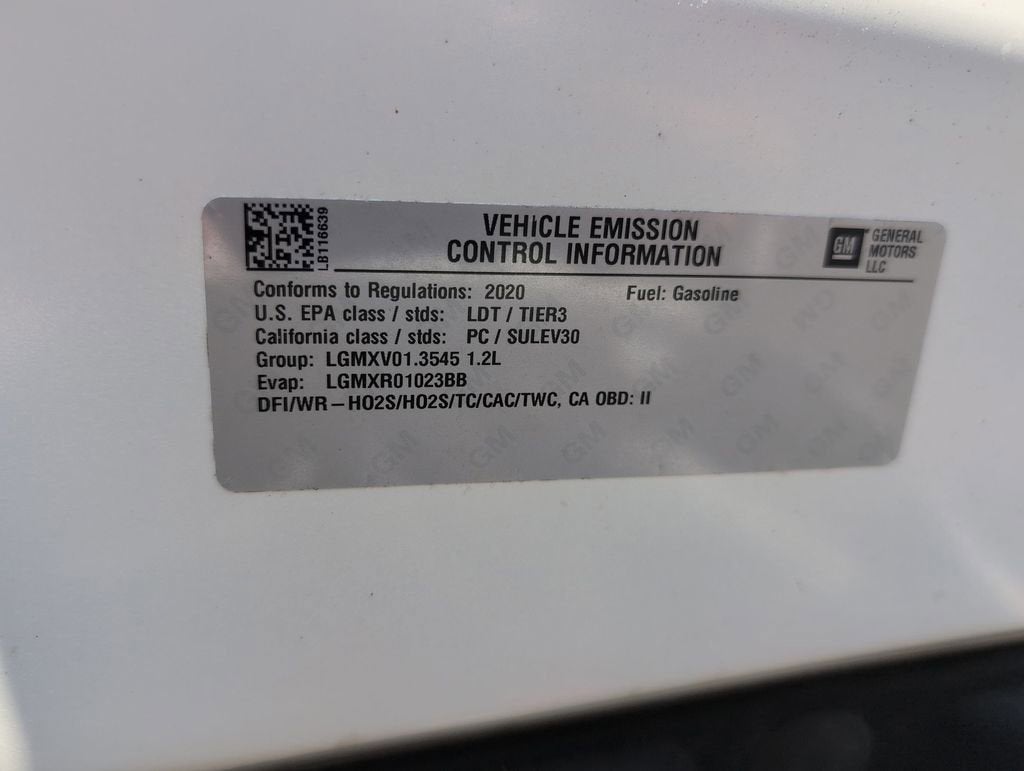 LB116639
VEHICLE EMISSION
CONTROL INFORMATION
GM
GENERAL
MOTORS
LLC
Conforms to Regulations: 2020 Fuel: Gasoline
U.S. EPA class / stds: LDT / TIER3
California class / stds: PC / SULEV30
Group: LGMXV01.3545 1.2L
Evap: LGMXR01023BB
DFI/WR–HO2S/HO2S/TC/CAC/TWC, CA OBD: II